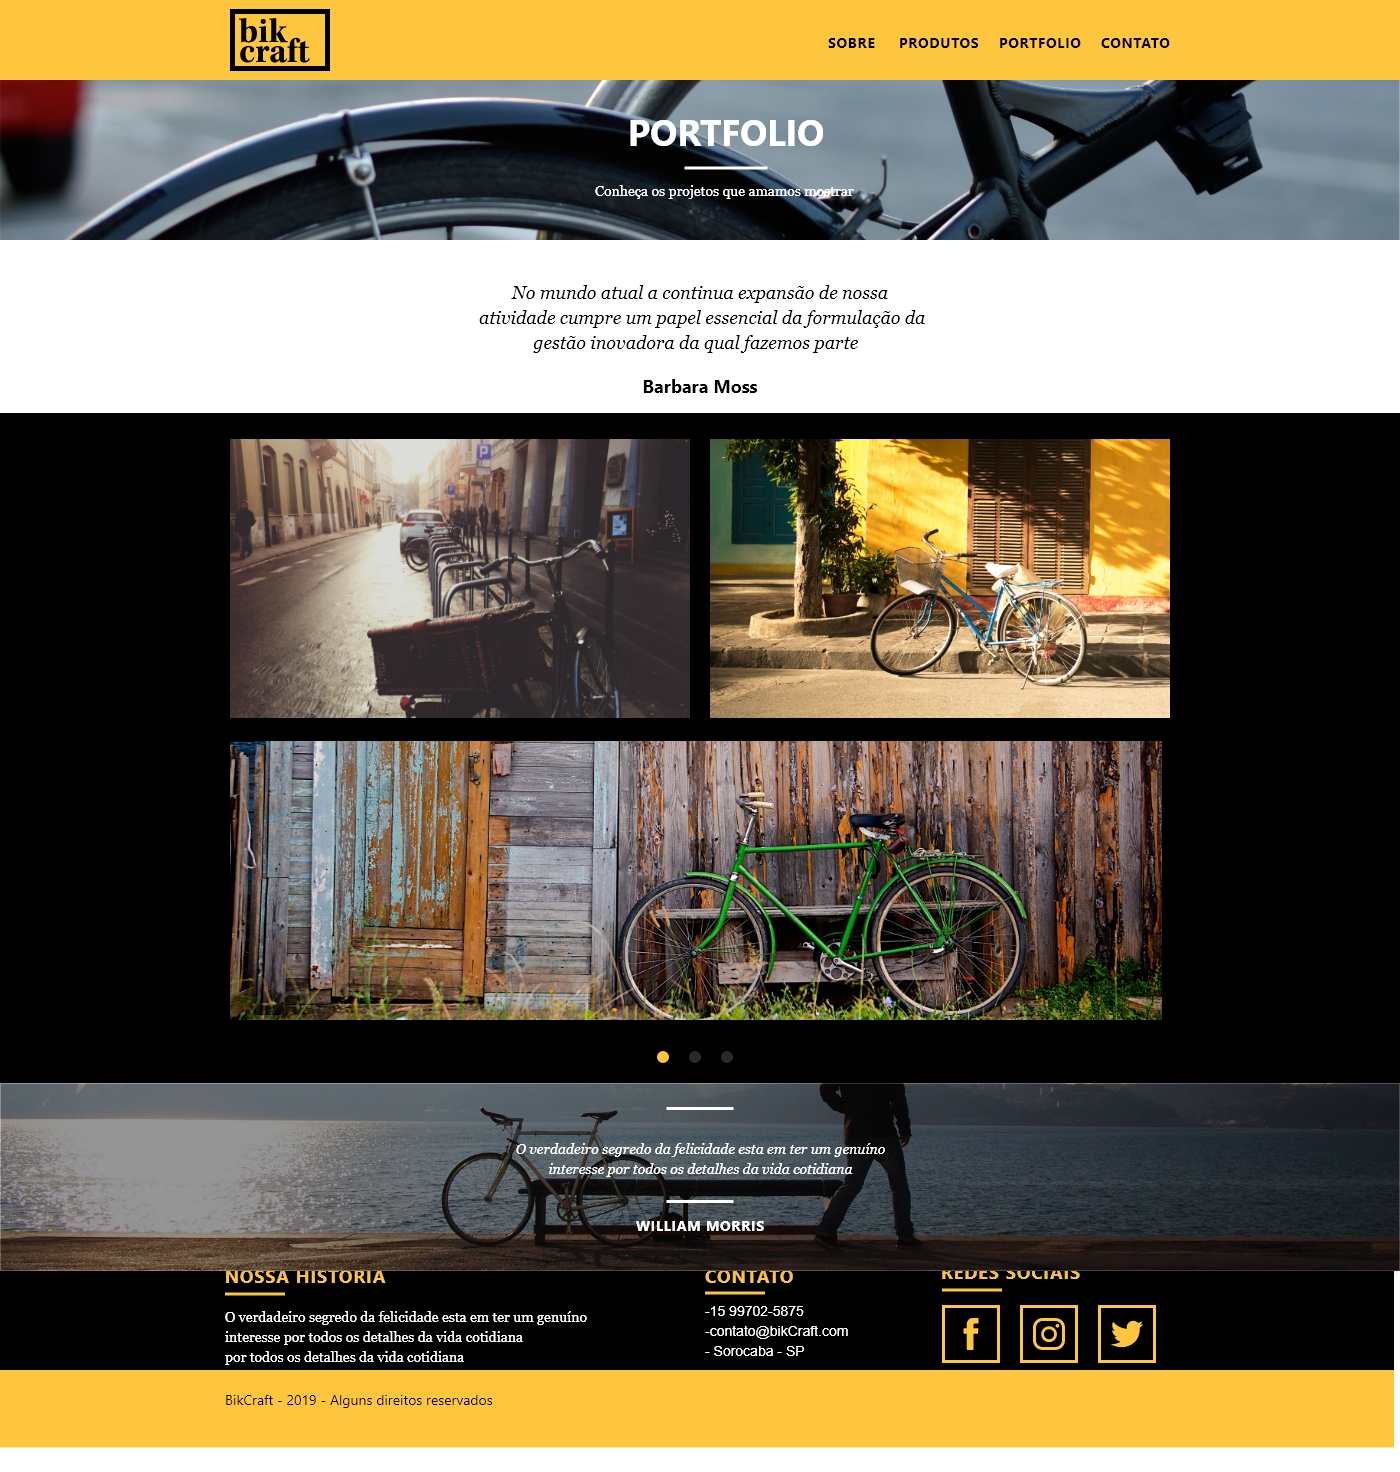 bik
craft
SOBRE PRODUTOS PORTFOLIO CONTATO
PORTFOLIO
Conheça os projetos que amamos mostrar
No mundo atual a continua expansão de nossa
atividade cumpre um papel essencial da formulação da
gestão inovadora da qual fazemos parte
Barbara Moss
P
O verdadeiro segredo da felicidade esta em ter um genuíno
interesse por todos os detalhes da vida cotidiana
WILLIAM MORRIS
NOSSA HISTORIA
O verdadeiro segredo da felicidade esta em ter um genuíno
interesse por todos os detalhes da vida cotidiana
por todos os detalhes da vida cotidiana
CONTATO
-15 99702-5875
-contato@bikCraft.com
- Sorocaba - SP
REDES SOCIAIS
BikCraft - 2019 - Alguns direitos reservados